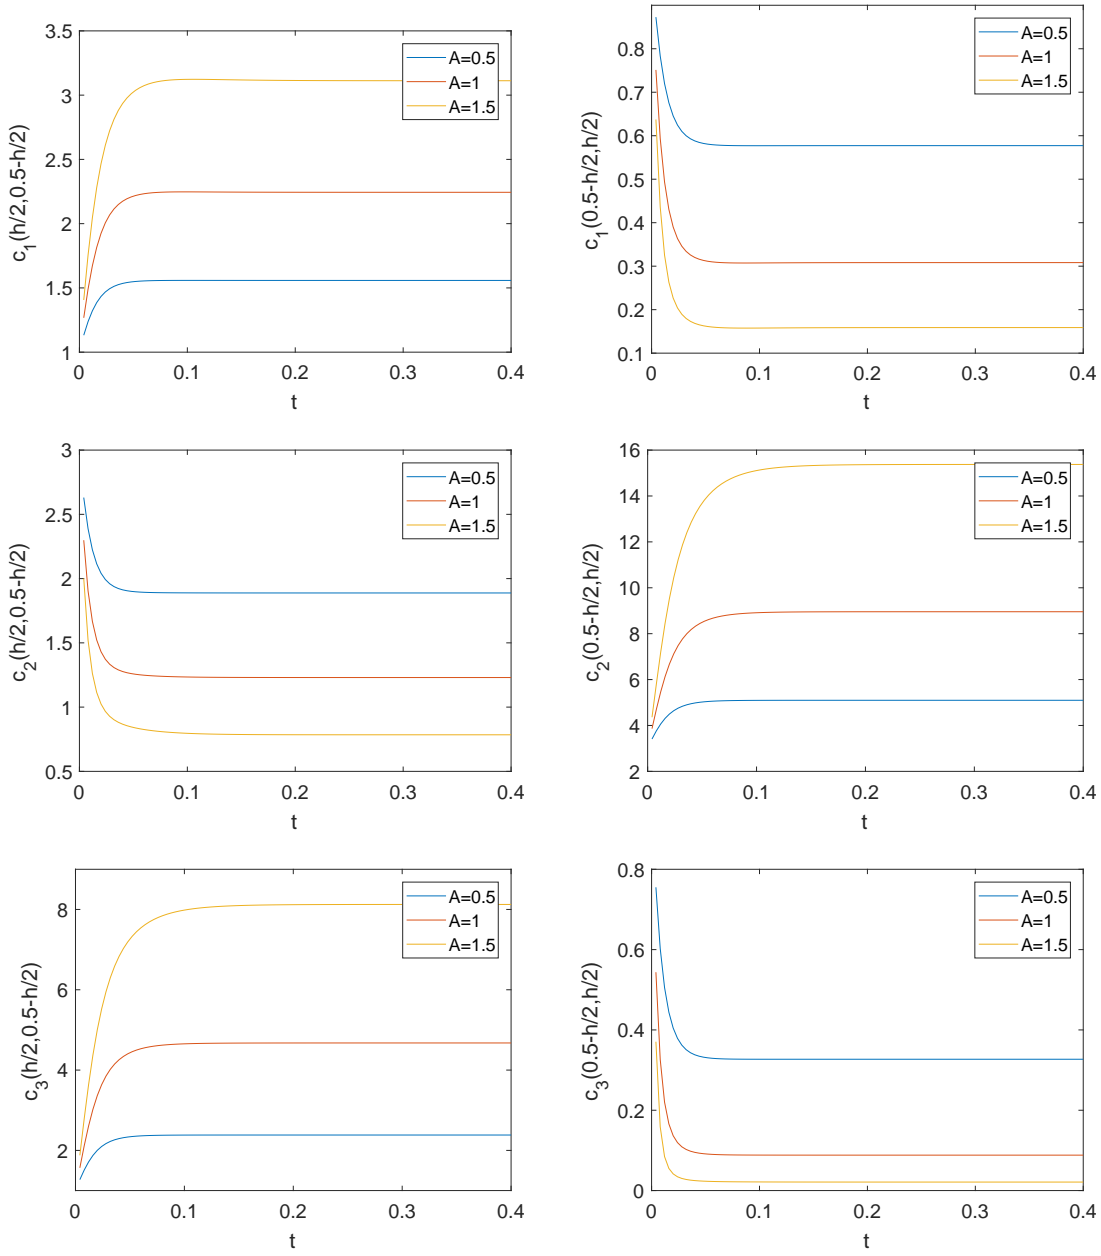 3.5
3
2.5
2
1.5
1
0
0.1
0.2
0.3
0.4
t
c1(h/2,0.5-h/2)
A=0.5
A=1
A=1.5
0.8
0.7
0.6
0.5
0.4
0.3
0.2
0.1
0
0.1
0.2
0.3
0.4
t
c1(0.5-h/2,h/2)
A=0.5
A=1
A=1.5
3
2.5
2
1.5
1
0.5
0
0.1
0.2
0.3
0.4
t
c2(h/2,0.5-h/2)
A=0.5
A=1
A=1.5
16
14
12
10
8
6
4
2
0
0.1
0.2
0.3
0.4
t
c2(0.5-h/2,h/2)
A=0.5
A=1
A=1.5
8
6
4
2
0
0.1
0.2
0.3
0.4
t
c3(h/2,0.5-h/2)
A=0.5
A=1
A=1.5
0.8
0.6
0.4
0.2
0
0
0.1
0.2
0.3
0.4
t
c3(0.5-h/2,h/2)
A=0.5
A=1
A=1.5